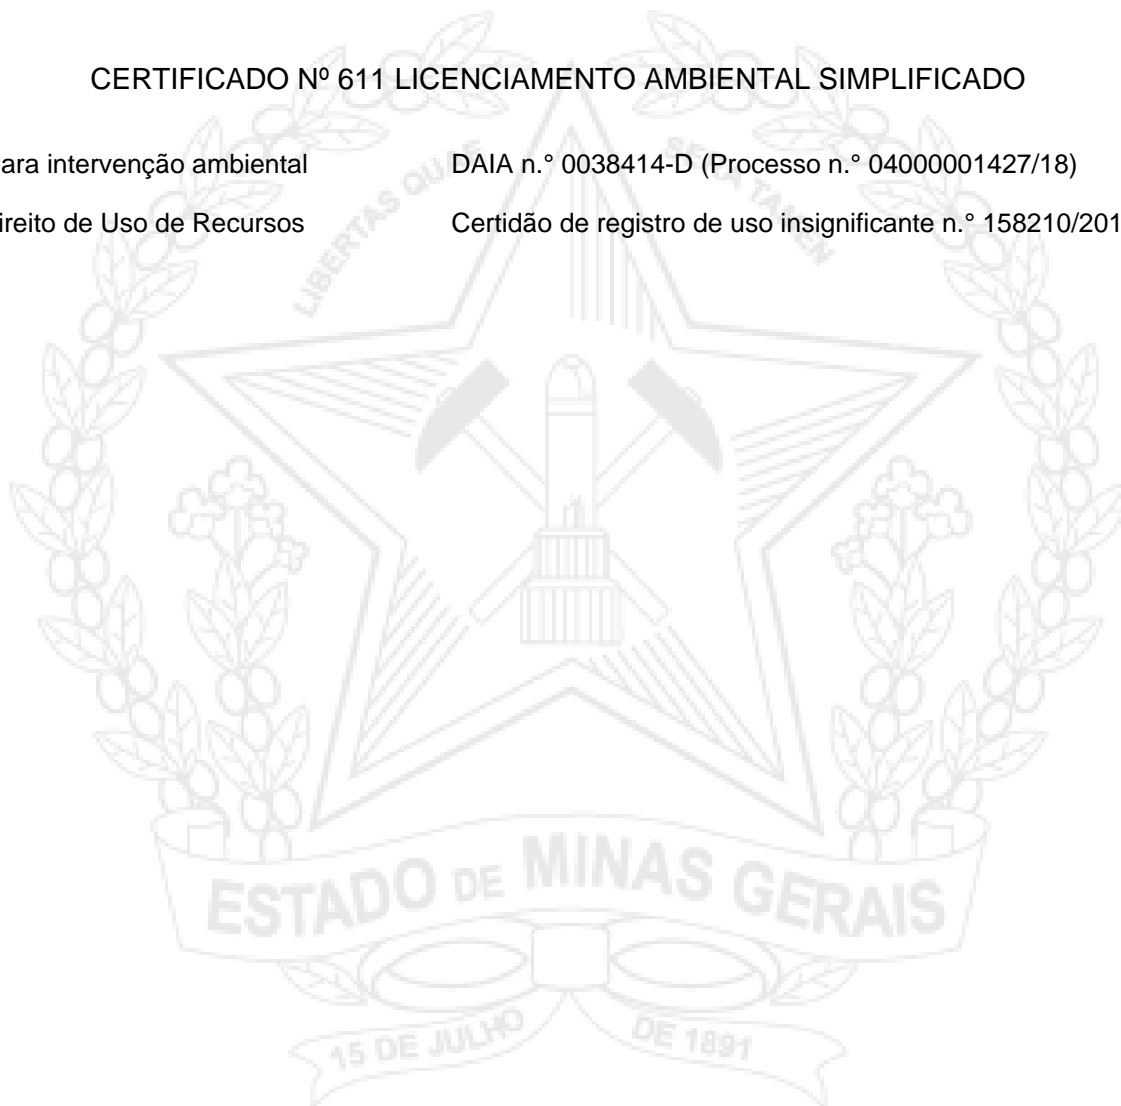 CERTIFICADO Nº 611 LICENCIAMENTO AMBIENTAL SIMPLIFICADO
ara intervenção ambiental DAIA n.° 0038414-D (Processo n.° 04000001427/18)
ireito de Uso de Recursos Certidão de registro de uso insignificante n.° 158210/201
LIBERTAS QUAE SERA TAMEN
ESTADO DE MINAS GERAIS
15 DE JULHO DE 1891